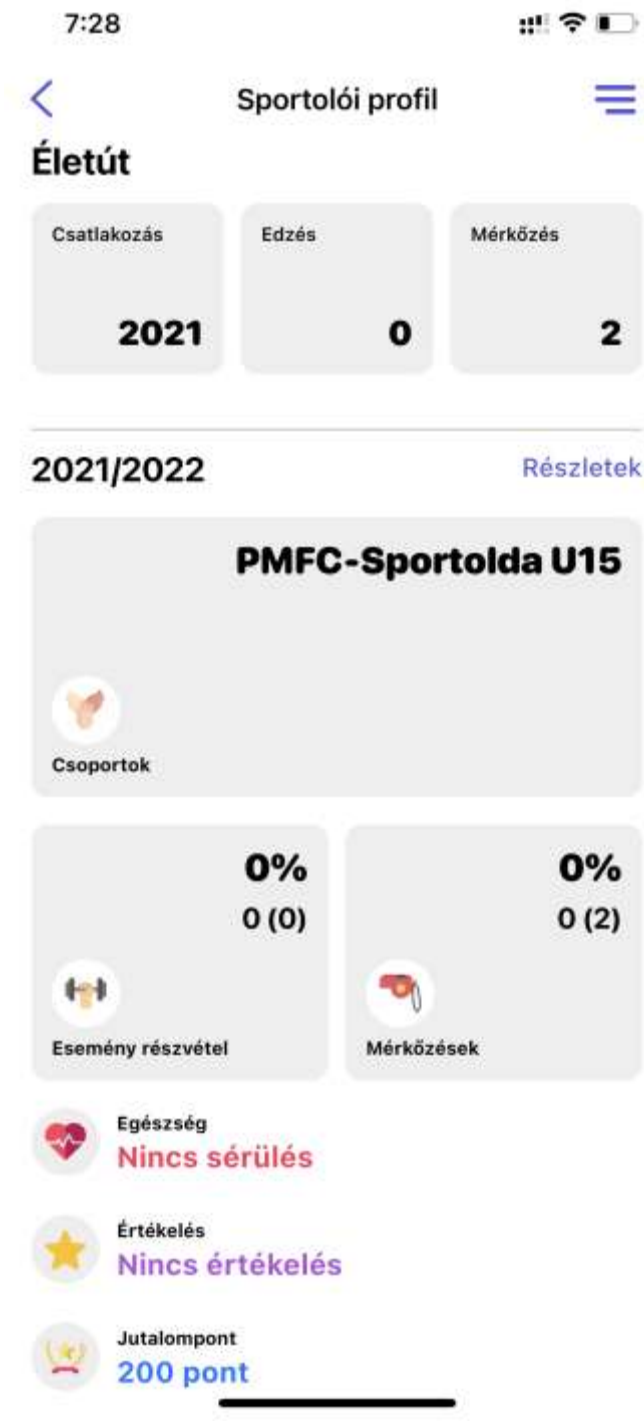 7:28
Sportolói profil
Életút
Csatlakozás
2021
Edzés
0
Mérkőzés
2
2021/2022
Részletek
PMFC-Sportolda U15
Csoportok
0%
0 (0)
Esemény részvétel
0%
0 (2)
Mérkőzések
Egészség
Nincs sérülés
Értékelés
Nincs értékelés
Jutalompont
200 pont